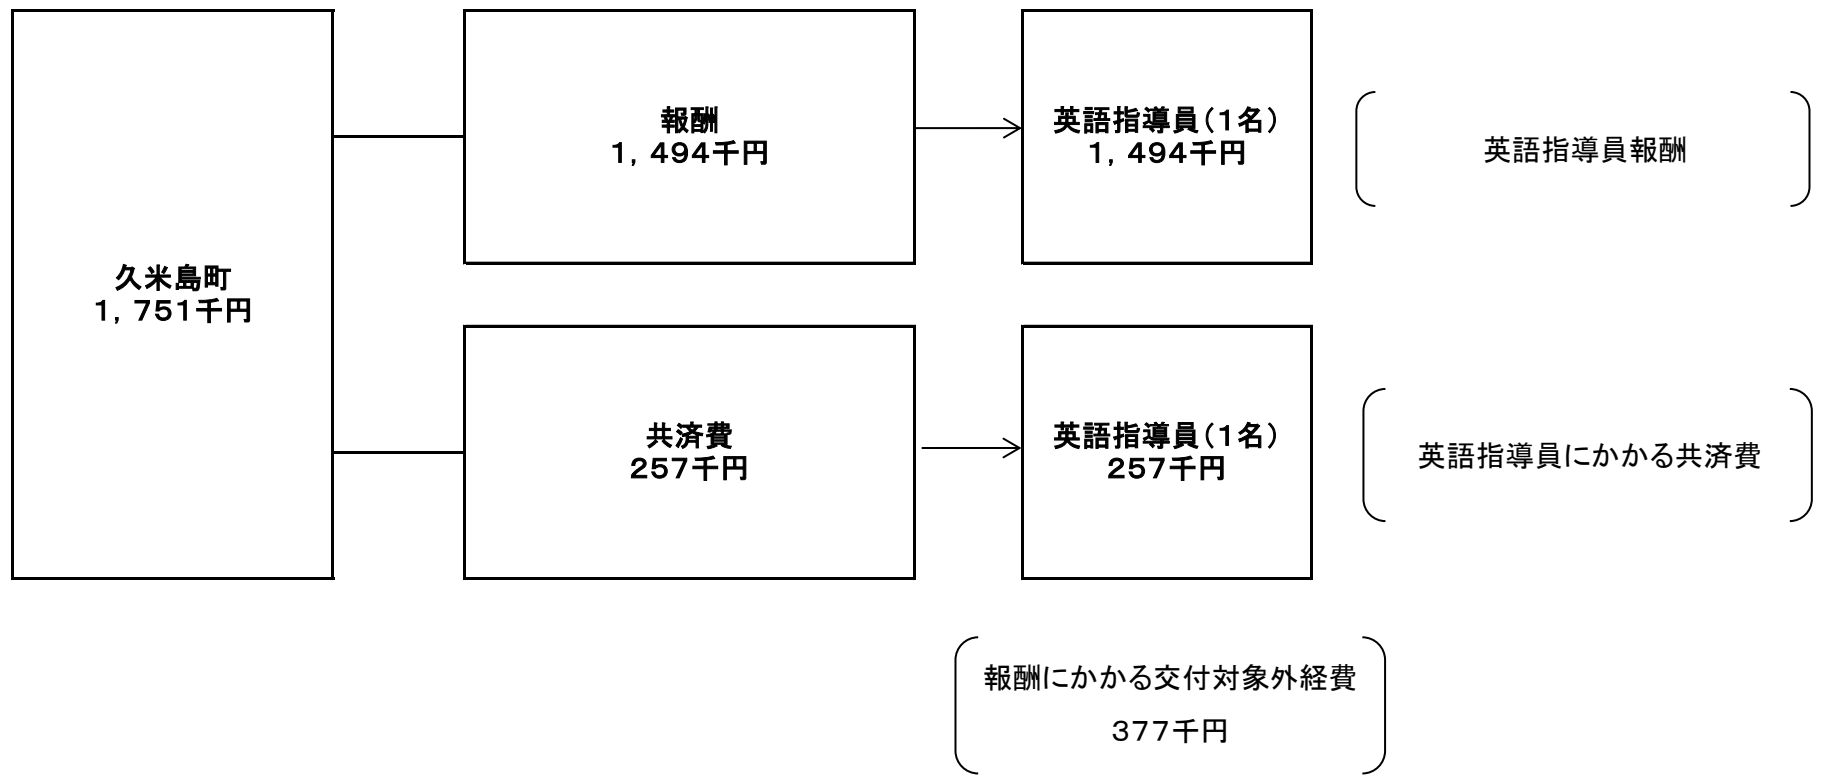 久米島町
１，７５１千円
報酬
１，４９４千円
英語指導員（１名）
１，４９４千円
英語指導員報酬
共済費
２５７千円
英語指導員（１名）
２５７千円
英語指導員にかかる共済費
報酬にかかる交付対象外経費
３７７千円